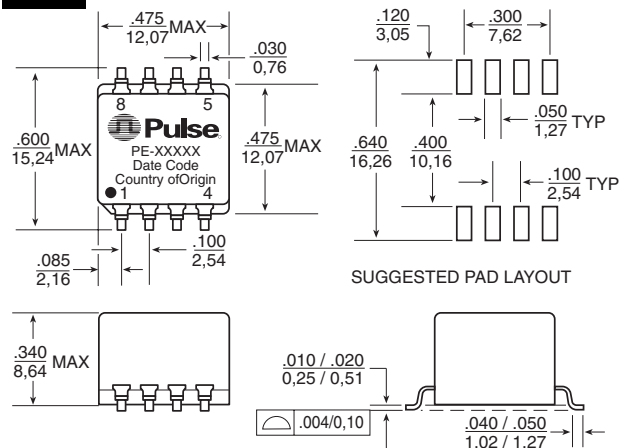 .475
12,07 MAX
.030
0,76
.600
15,24 MAX
8 5
Pulse
PE-XXXXX
Date Code
Country ofOrigin
1 4
.475
12,07 MAX
.085
2,16
.100
2,54
.120
3,05
.300
7,62
.050
1,27 TYP
.640
16,26
.400
10,16
.100
2,54 TYP
SUGGESTED PAD LAYOUT
.340
8,64 MAX
.010 / .020
0,25 / 0,51
.004/0,10
.040 / .050
1,02 / 1,27